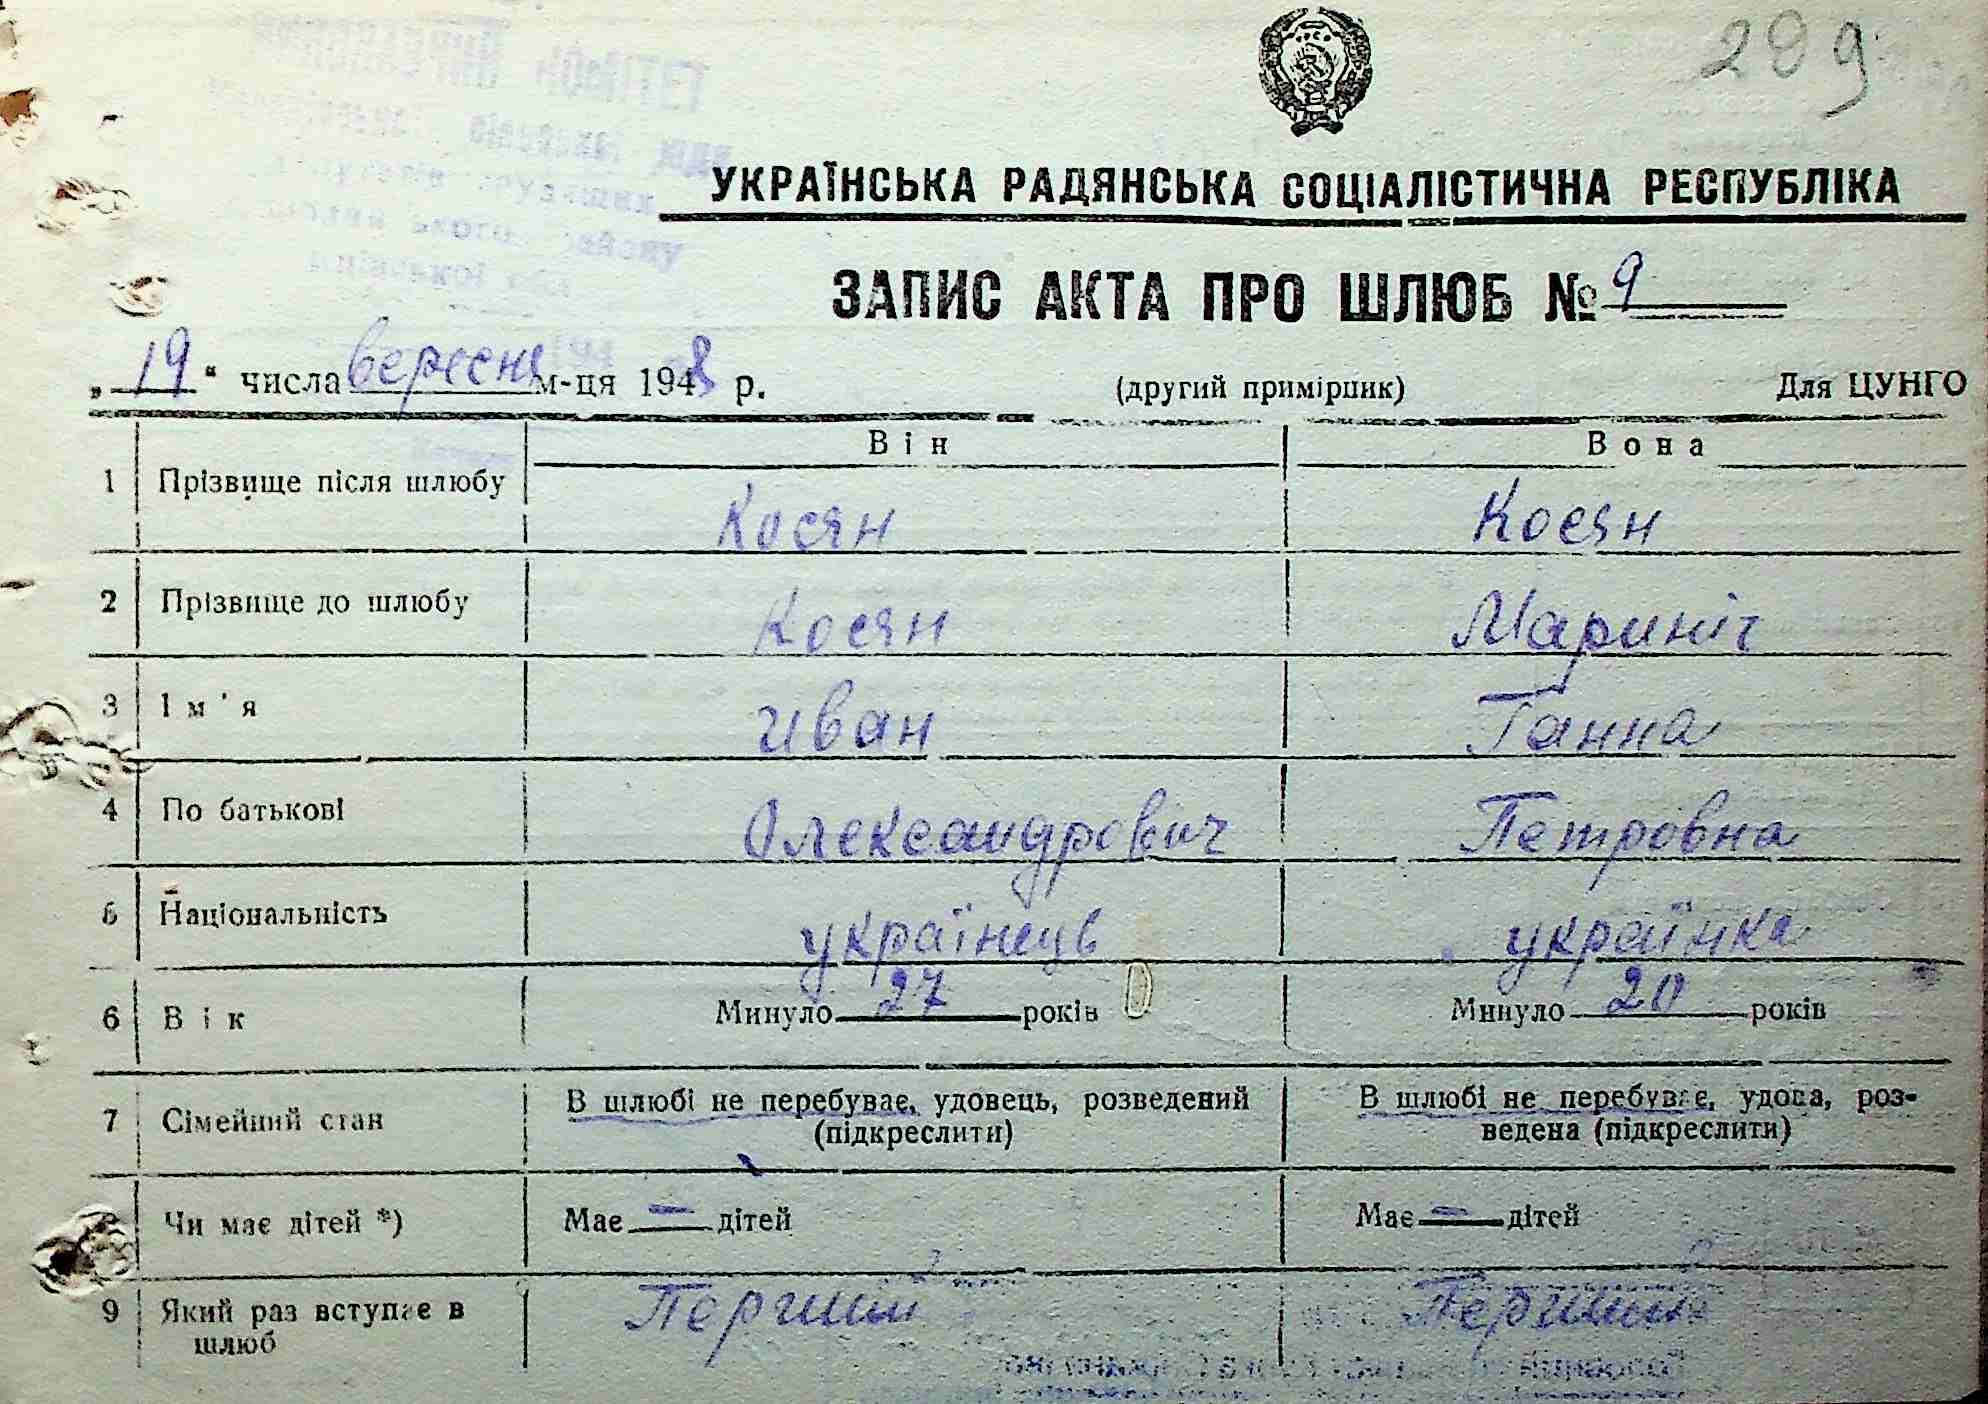 299
УКРАЇНСЬКА РАДЯНСЬКА СОЦІАЛІСТИЧНА РЕСПУБЛІКА
ЗАПИС АКТА ПРО ШЛЮБ № 9
„19“ числа вересня м-ця 1948 р. (другий примірник) Для ЦУНГО
Він Вона
1 Прізвище після шлюбу Косян Косян
2 Прізвище до шлюбу Косян Мариніч
3 Ім'я Иван Ганна
4 По батькові Олександрович Петровна
5 Національність українець українка
6 Вік Минуло 27 років Минуло 20 років
7 Сімейний стан В шлюбі не перебуває, удовець, розведений (підкреслити) В шлюбі не перебуває, удова, роз-
ведена (підкреслити)
Чи має дітей *) Має — дітей Має — дітей
9 Який раз вступає в шлюб Перший Перший